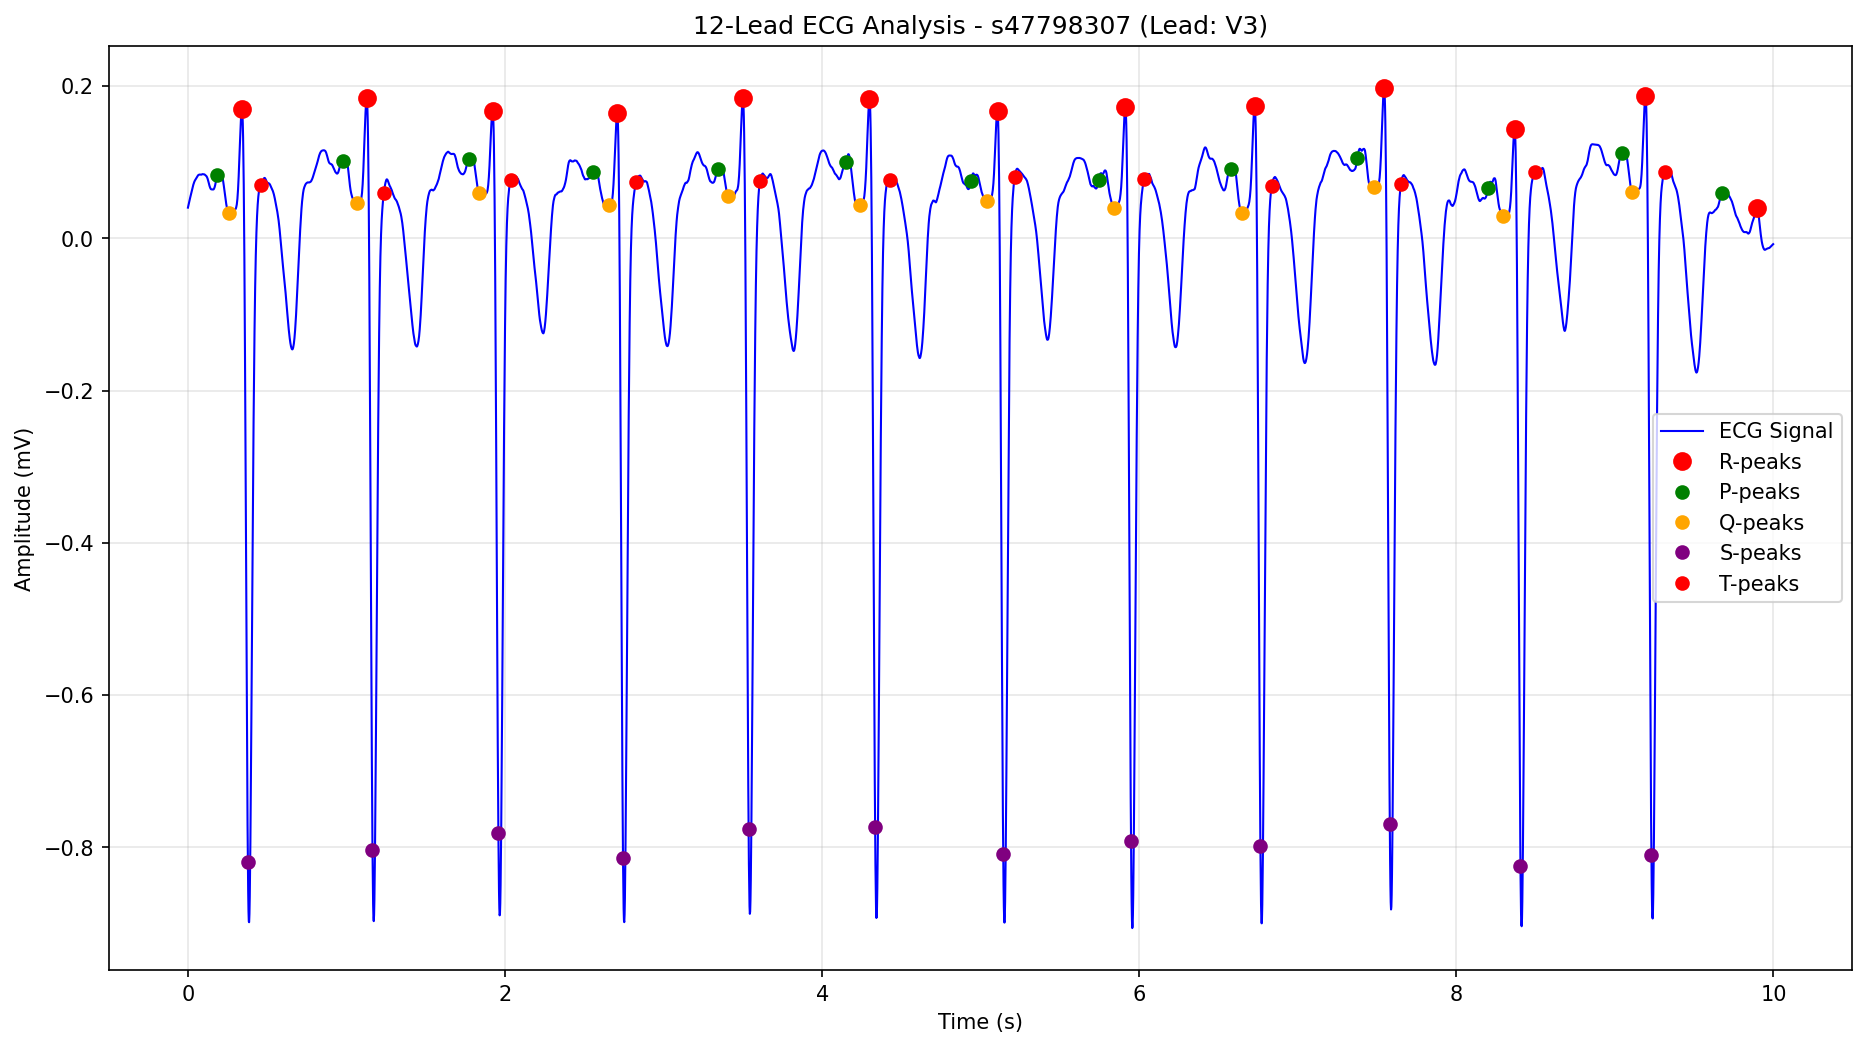 12-Lead ECG Analysis - s47798307 (Lead: V3)
0.2
0.0
−0.2
−0.4
−0.6
−0.8
Amplitude (mV)
ECG Signal
R-peaks
P-peaks
Q-peaks
S-peaks
T-peaks
0 2 4 6 8 10
Time (s)